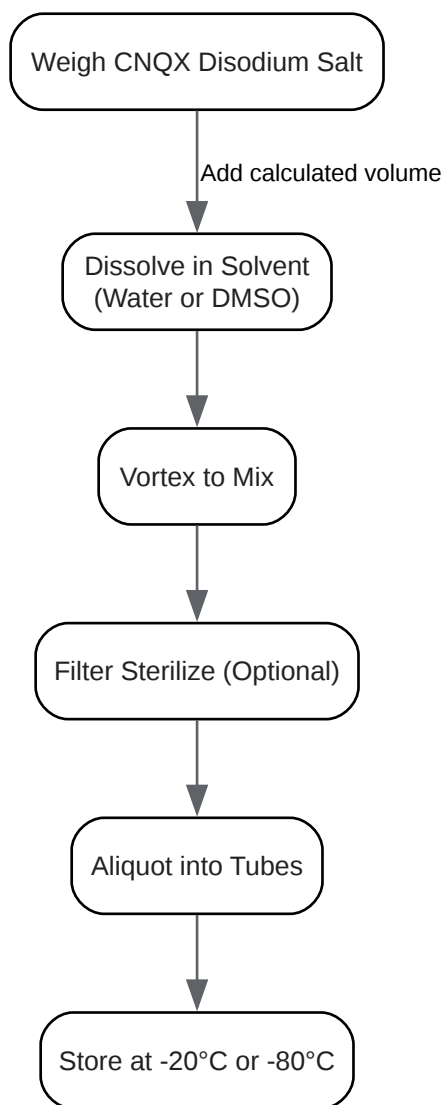 Weigh CNQX Disodium Salt
Add calculated volume
Dissolve in Solvent
(Water or DMSO)
Vortex to Mix
Filter Sterilize (Optional)
Aliquot into Tubes
Store at -20°C or -80°C